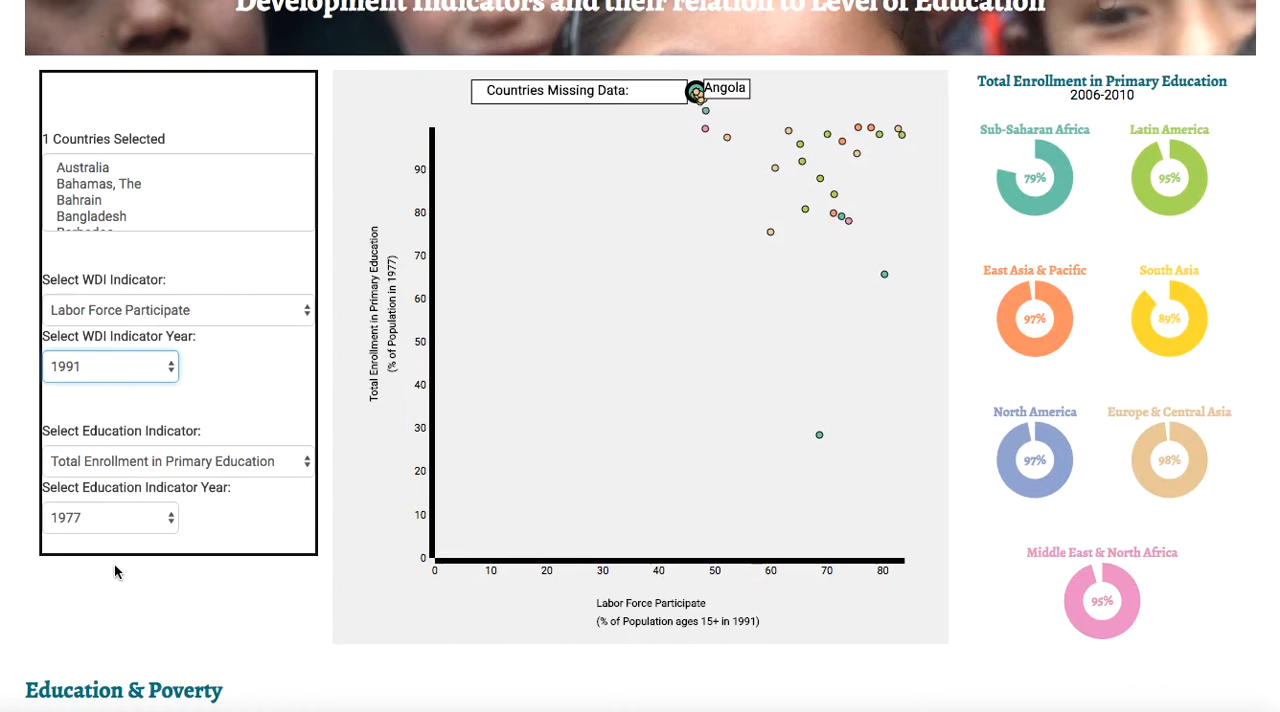 Development Indicators and their relation to Level of Education
1 Countries Selected
Australia
Bahamas, The
Bahrain
Bangladesh
Barbados
Select WDI Indicator:
Labor Force Participate
Select WDI Indicator Year:
1991
Select Education Indicator:
Total Enrollment in Primary Education
Select Education Indicator Year:
1977
Countries Missing Data:
Angola
90
80
70
60
50
40
30
20
10
0
Total Enrollment in Primary Education
(% of Population in 1977)
0 10 20 30 40 50 60 70 80
Labor Force Participate
(% of Population ages 15+ in 1991)
Total Enrollment in Primary Education
2006-2010
Sub-Saharan Africa
79%
Latin America
95%
East Asia & Pacific
97%
South Asia
89%
North America
97%
Europe & Central Asia
98%
Middle East & North Africa
95%
Education & Poverty